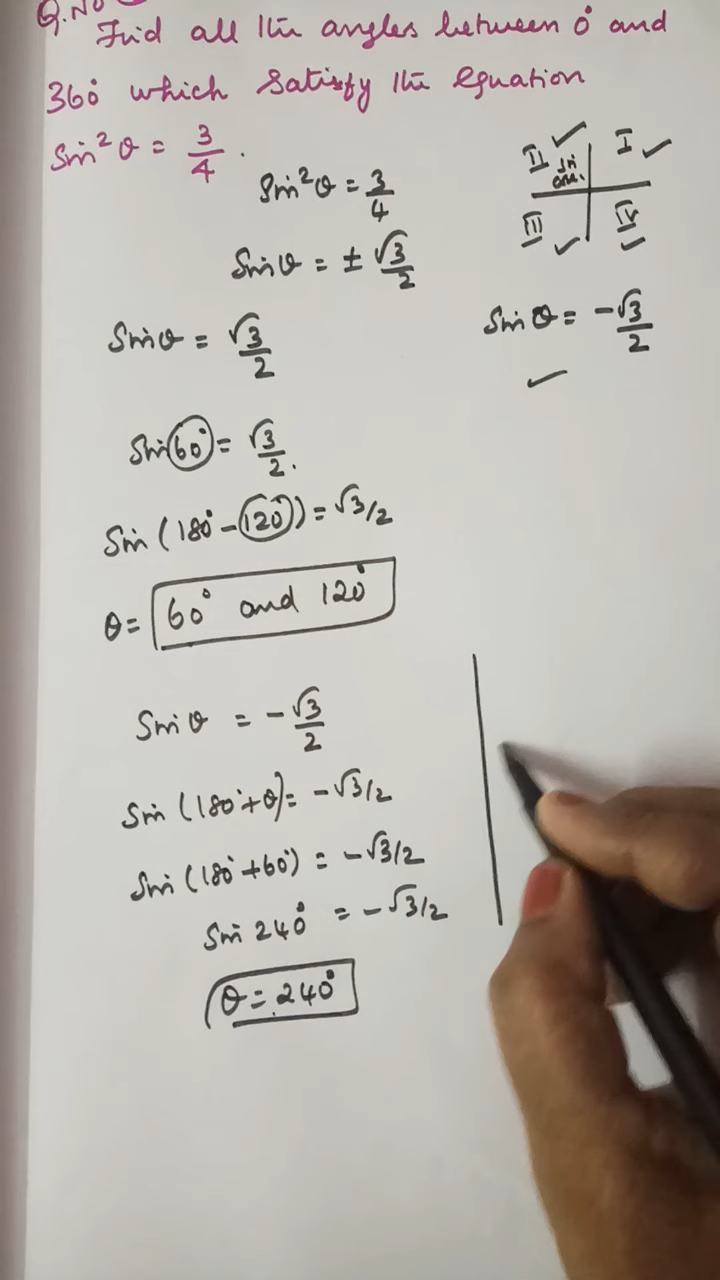 Q.No
Find all the angles between 0° and
360° which satisfy the equation
Sin²θ = 3/4.
Sin²θ = 3/4
Sinθ = ± √3/2
II I
III IV
Sinθ = √3/2
Sinθ = -√3/2
Sin60° = √3/2.
Sin(180° - 120°) = √3/2
θ = 60° and 120°
Sinθ = -√3/2
Sin(180°+θ) = -√3/2
Sin(180°+60°) = -√3/2
Sin 240° = -√3/2
θ = 240°